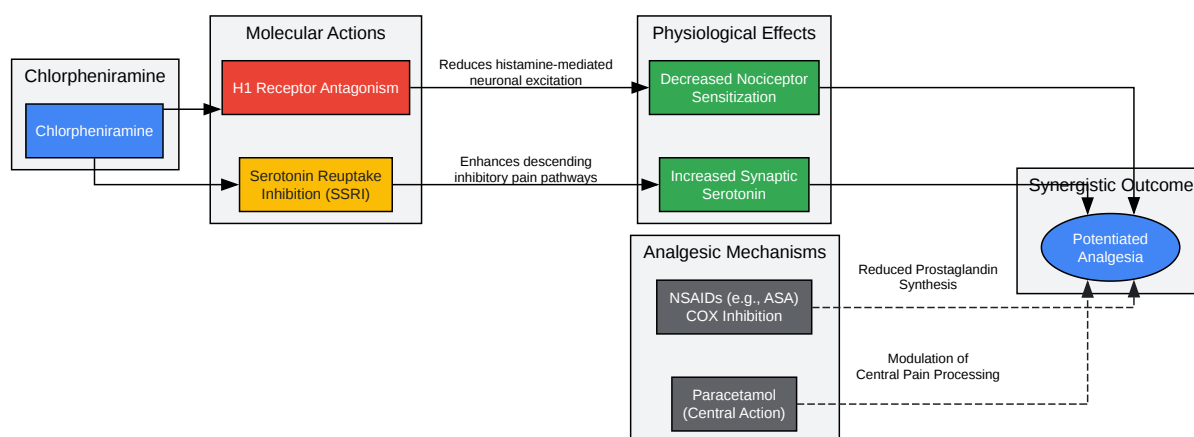 Chlorpheniramine
Chlorpheniramine
Molecular Actions
H1 Receptor Antagonism
Serotonin Reuptake
Inhibition (SSRI)
Reduces histamine-mediated
neuronal excitation
Enhances descending
inhibitory pain pathways
Physiological Effects
Decreased Nociceptor
Sensitization
Increased Synaptic
Serotonin
Analgesic Mechanisms
NSAIDs (e.g., ASA)
COX Inhibition
Paracetamol
(Central Action)
Reduced Prostaglandin
Synthesis
Modulation of
Central Pain Processing
Synergistic Outcome
Potentiated
Analgesia